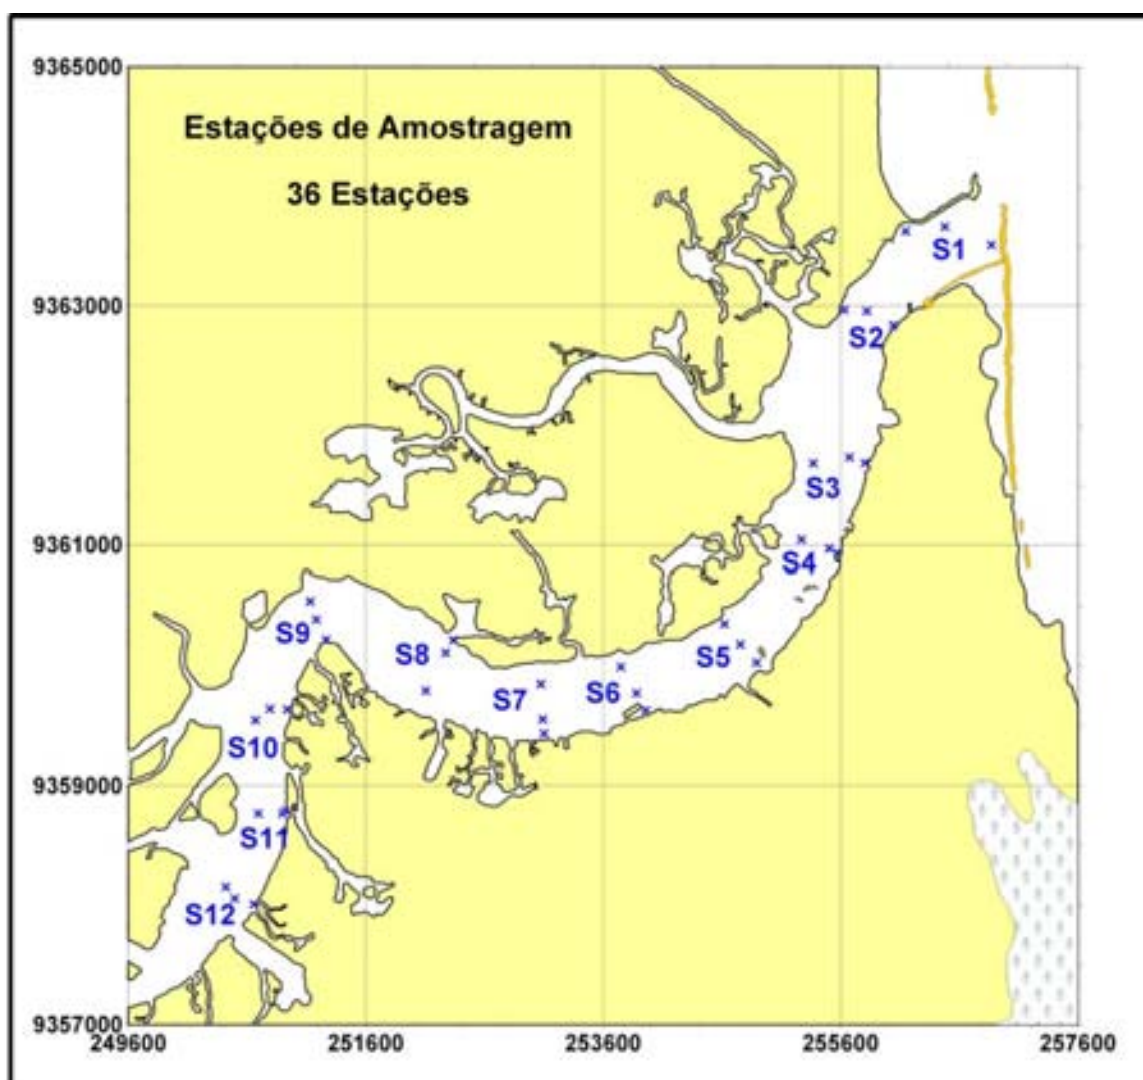 9365000
Estações de Amostragem
36 Estações
S1
9363000
S2
S3
9361000
S4
S9
S8
S5
S7
S6
S10
9359000
S11
S12
9357000
249600
251600
253600
255600
257600